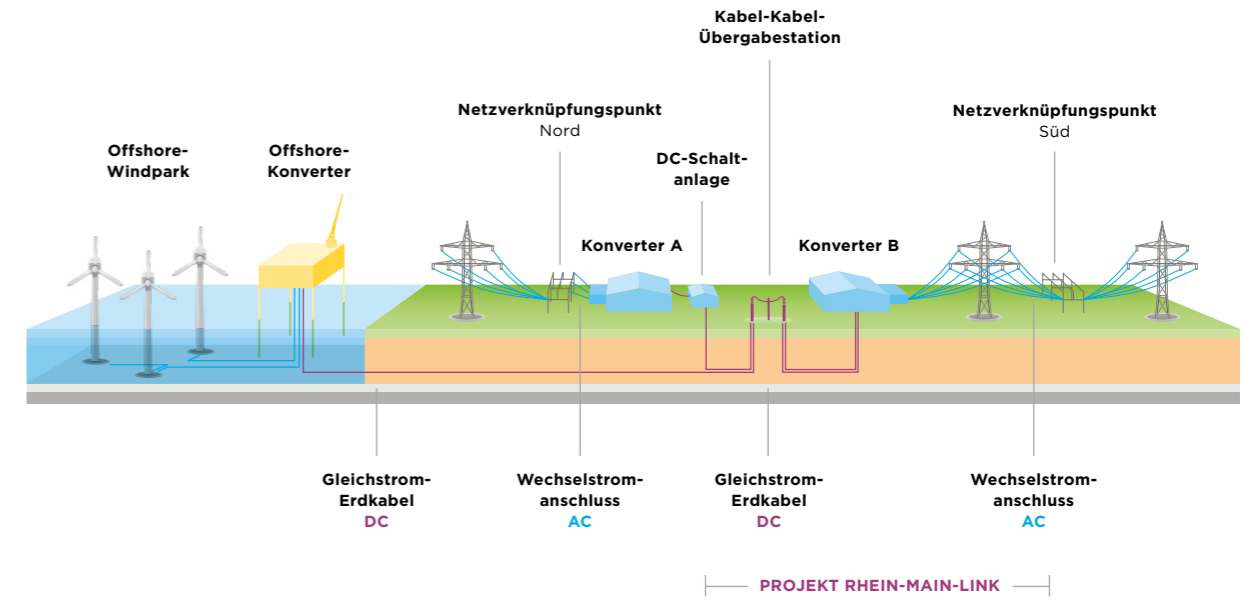 Kabel-Kabel-
Übergabestation
Netzverknüpfungspunkt
Nord
Netzverknüpfungspunkt
Süd
Offshore-
Windpark
Offshore-
Konverter
DC-Schalt-
anlage
Konverter A
Konverter B
Gleichstrom-
Erdkabel
DC
Wechselstrom-
anschluss
AC
Gleichstrom-
Erdkabel
DC
Wechselstrom-
anschluss
AC
PROJEKT RHEIN-MAIN-LINK